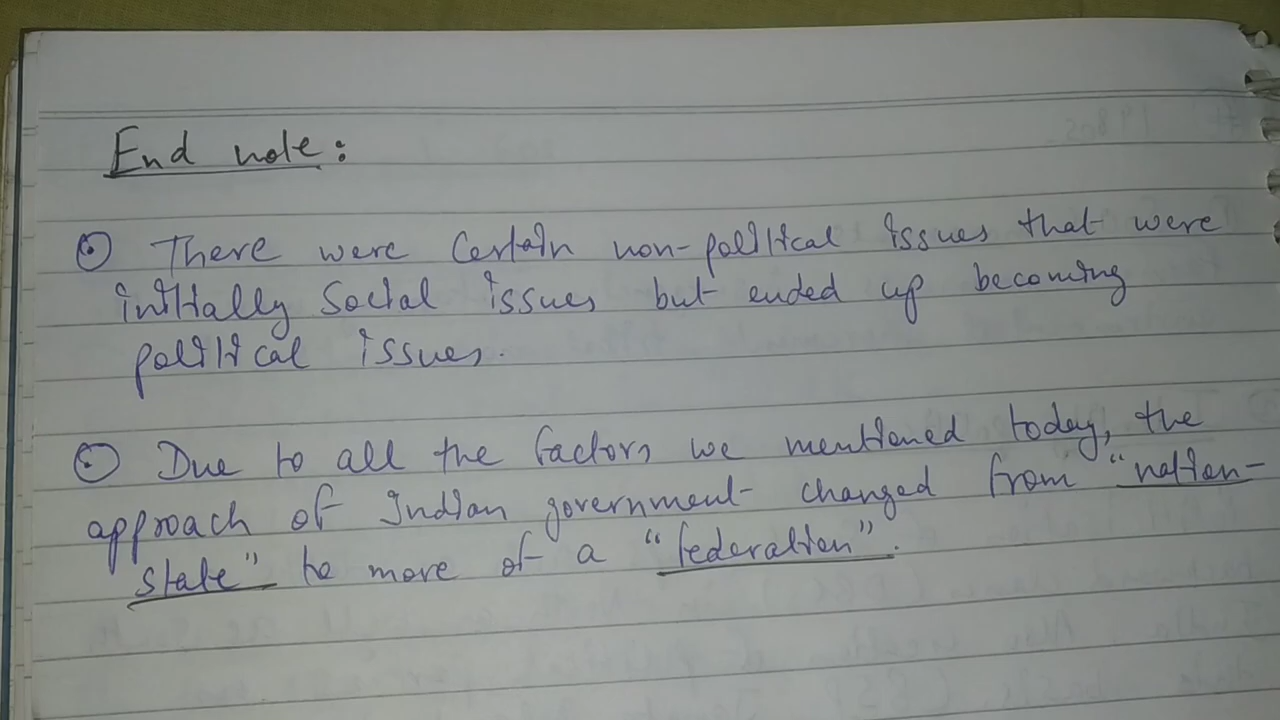 End note:
⊙ There were Certain non-political issues that were
initially Social issues but ended up becoming
political issues.
⊙ Due to all the factors we mentioned today, the
approach of Indian government changed from "nation-
state" to more of a "federation".